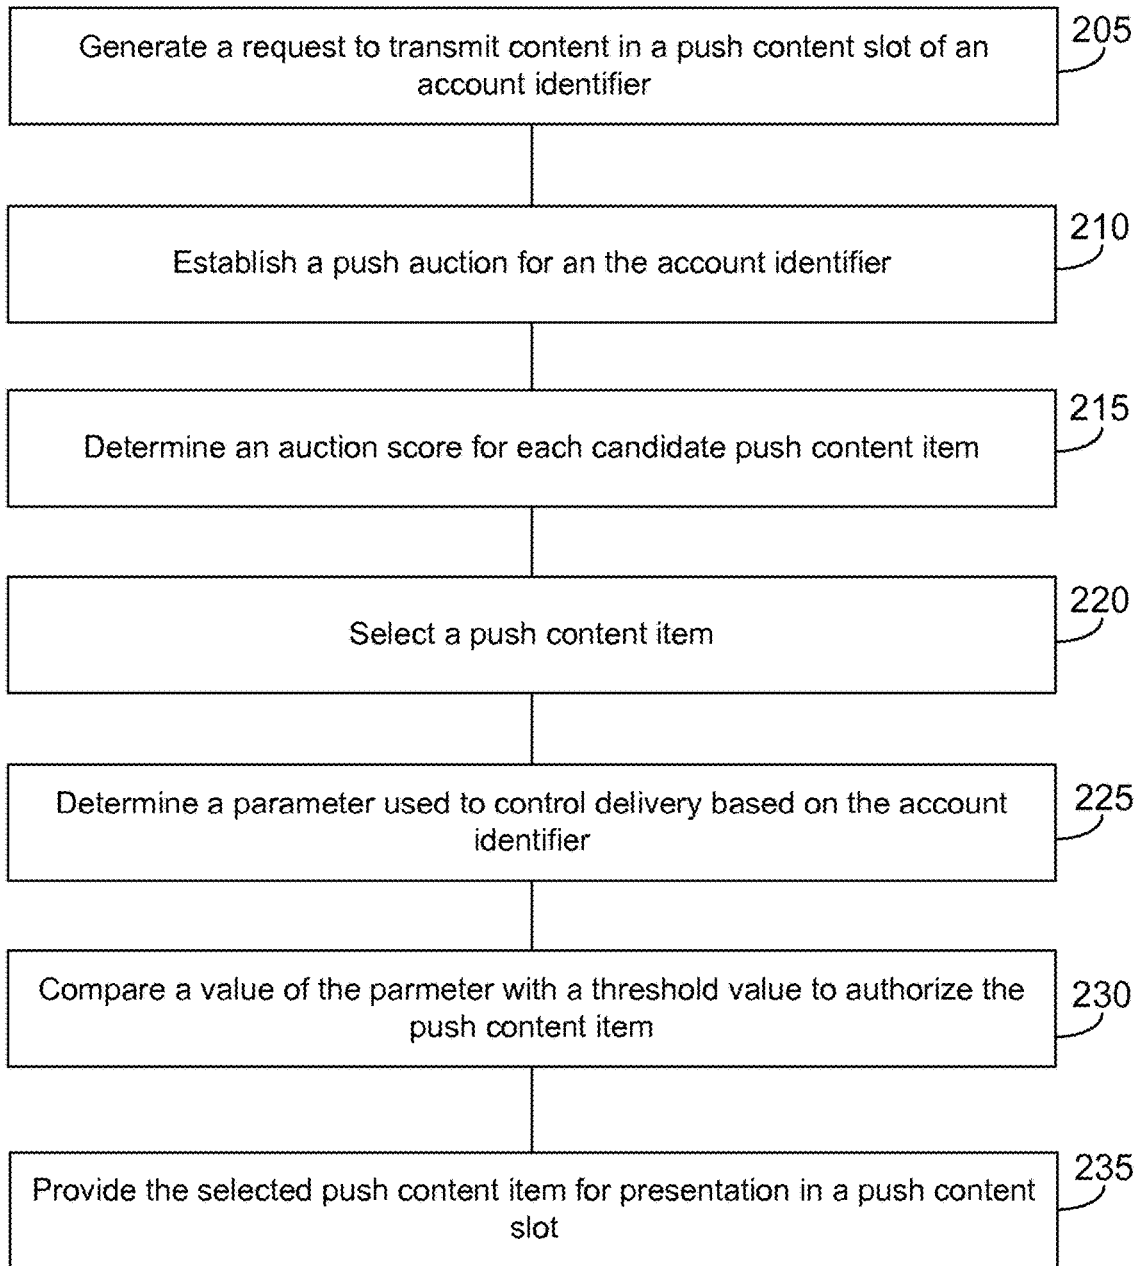 Generate a request to transmit content in a push content slot of an
account identifier
205
Establish a push auction for an the account identifier
210
Determine an auction score for each candidate push content item
215
Select a push content item
220
Determine a parameter used to control delivery based on the account
identifier
225
Compare a value of the parmeter with a threshold value to authorize the
push content item
230
Provide the selected push content item for presentation in a push content
slot
235